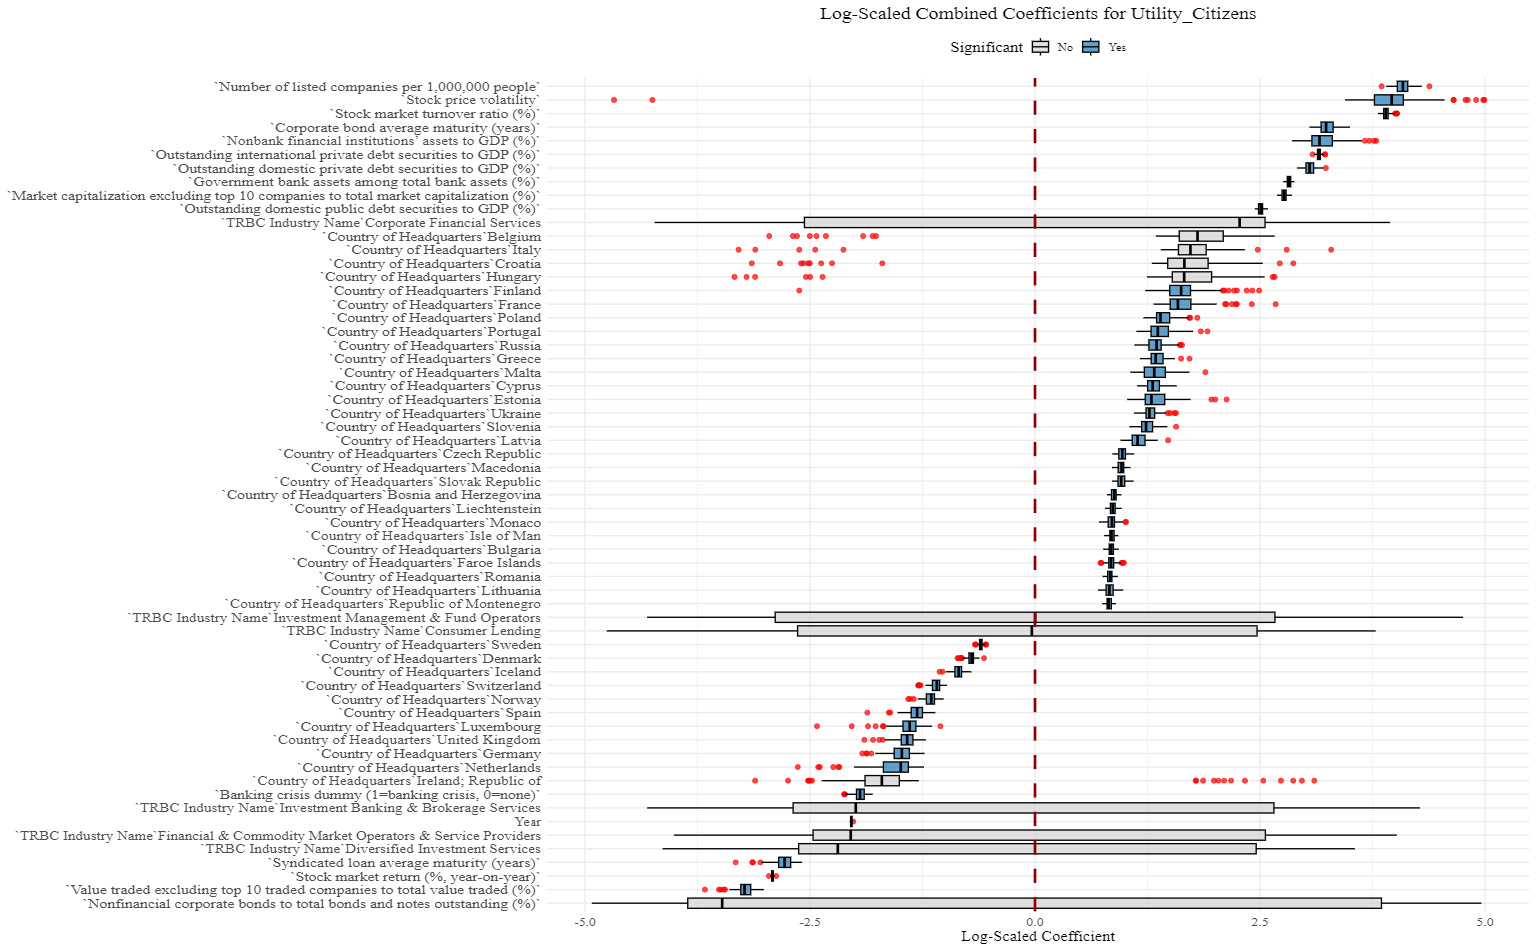 Log-Scaled Combined Coefficients for Utility_Citizens
Significant No Yes
`Number of listed companies per 1,000,000 people`
`Stock price volatility`
`Stock market turnover ratio (%)`
`Corporate bond average maturity (years)`
`Nonbank financial institutions’ assets to GDP (%)`
`Outstanding international private debt securities to GDP (%)`
`Outstanding domestic private debt securities to GDP (%)`
`Government bank assets among total bank assets (%)`
`Market capitalization excluding top 10 companies to total market capitalization (%)`
`Outstanding domestic public debt securities to GDP (%)`
`TRBC Industry Name`Corporate Financial Services
`Country of Headquarters`Belgium
`Country of Headquarters`Italy
`Country of Headquarters`Croatia
`Country of Headquarters`Hungary
`Country of Headquarters`Finland
`Country of Headquarters`France
`Country of Headquarters`Poland
`Country of Headquarters`Portugal
`Country of Headquarters`Russia
`Country of Headquarters`Greece
`Country of Headquarters`Malta
`Country of Headquarters`Cyprus
`Country of Headquarters`Estonia
`Country of Headquarters`Ukraine
`Country of Headquarters`Slovenia
`Country of Headquarters`Latvia
`Country of Headquarters`Czech Republic
`Country of Headquarters`Macedonia
`Country of Headquarters`Slovak Republic
`Country of Headquarters`Bosnia and Herzegovina
`Country of Headquarters`Liechtenstein
`Country of Headquarters`Monaco
`Country of Headquarters`Isle of Man
`Country of Headquarters`Bulgaria
`Country of Headquarters`Faroe Islands
`Country of Headquarters`Romania
`Country of Headquarters`Lithuania
`Country of Headquarters`Republic of Montenegro
`TRBC Industry Name`Investment Management & Fund Operators
`TRBC Industry Name`Consumer Lending
`Country of Headquarters`Sweden
`Country of Headquarters`Denmark
`Country of Headquarters`Iceland
`Country of Headquarters`Switzerland
`Country of Headquarters`Norway
`Country of Headquarters`Spain
`Country of Headquarters`Luxembourg
`Country of Headquarters`United Kingdom
`Country of Headquarters`Germany
`Country of Headquarters`Netherlands
`Country of Headquarters`Ireland; Republic of
`Banking crisis dummy (1=banking crisis, 0=none)`
`TRBC Industry Name`Investment Banking & Brokerage Services
Year
`TRBC Industry Name`Financial & Commodity Market Operators & Service Providers
`TRBC Industry Name`Diversified Investment Services
`Syndicated loan average maturity (years)`
`Stock market return (%, year-on-year)`
`Value traded excluding top 10 traded companies to total value traded (%)`
`Nonfinancial corporate bonds to total bonds and notes outstanding (%)`
-5.0 -2.5 0.0 2.5 5.0
Log-Scaled Coefficient